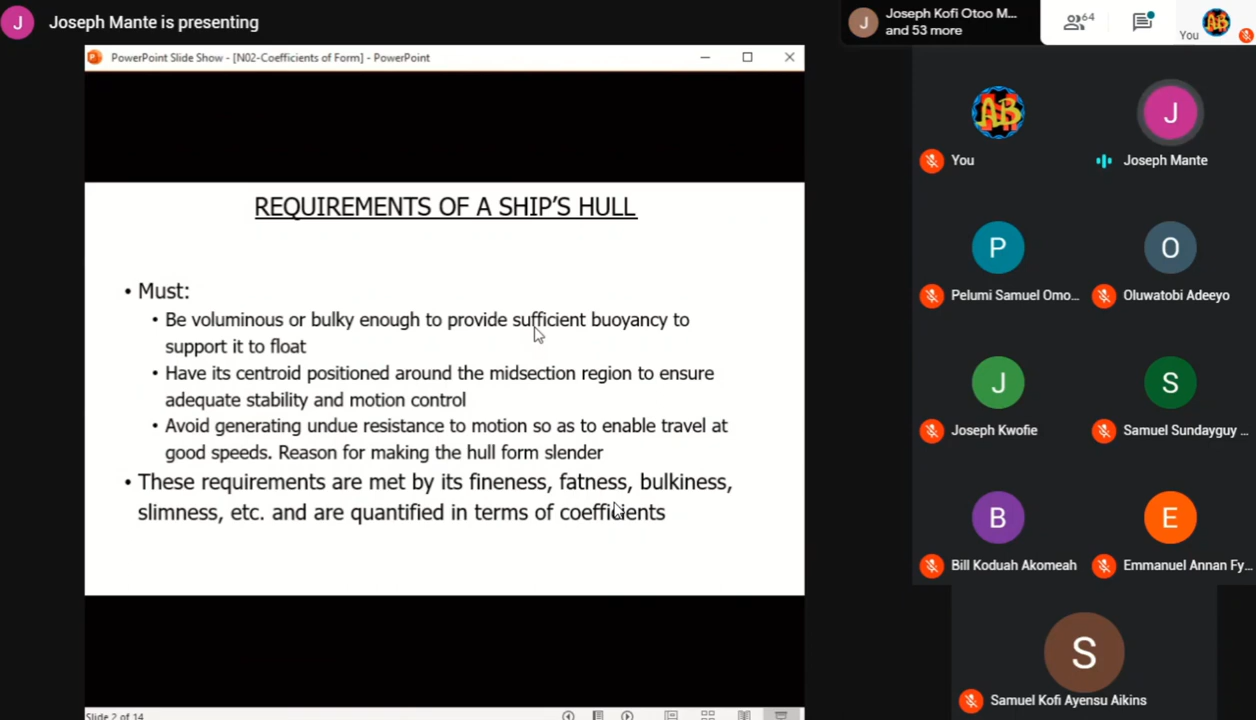 J
Joseph Mante is presenting
J
Joseph Kofi Otoo M...
and 53 more
64
You
AB
PowerPoint Slide Show - [N02-Coefficients of Form] - PowerPoint
REQUIREMENTS OF A SHIP'S HULL
• Must:
• Be voluminous or bulky enough to provide sufficient buoyancy to
support it to float
• Have its centroid positioned around the midsection region to ensure
adequate stability and motion control
• Avoid generating undue resistance to motion so as to enable travel at
good speeds. Reason for making the hull form slender
• These requirements are met by its fineness, fatness, bulkiness,
slimness, etc. and are quantified in terms of coefficients
Slide 2 of 14
AB
You
J
Joseph Mante
P
Pelumi Samuel Omo...
O
Oluwatobi Adeeyo
J
Joseph Kwofie
S
Samuel Sundayguy ...
B
Bill Koduah Akomeah
E
Emmanuel Annan Fy...
S
Samuel Kofi Ayensu Aikins